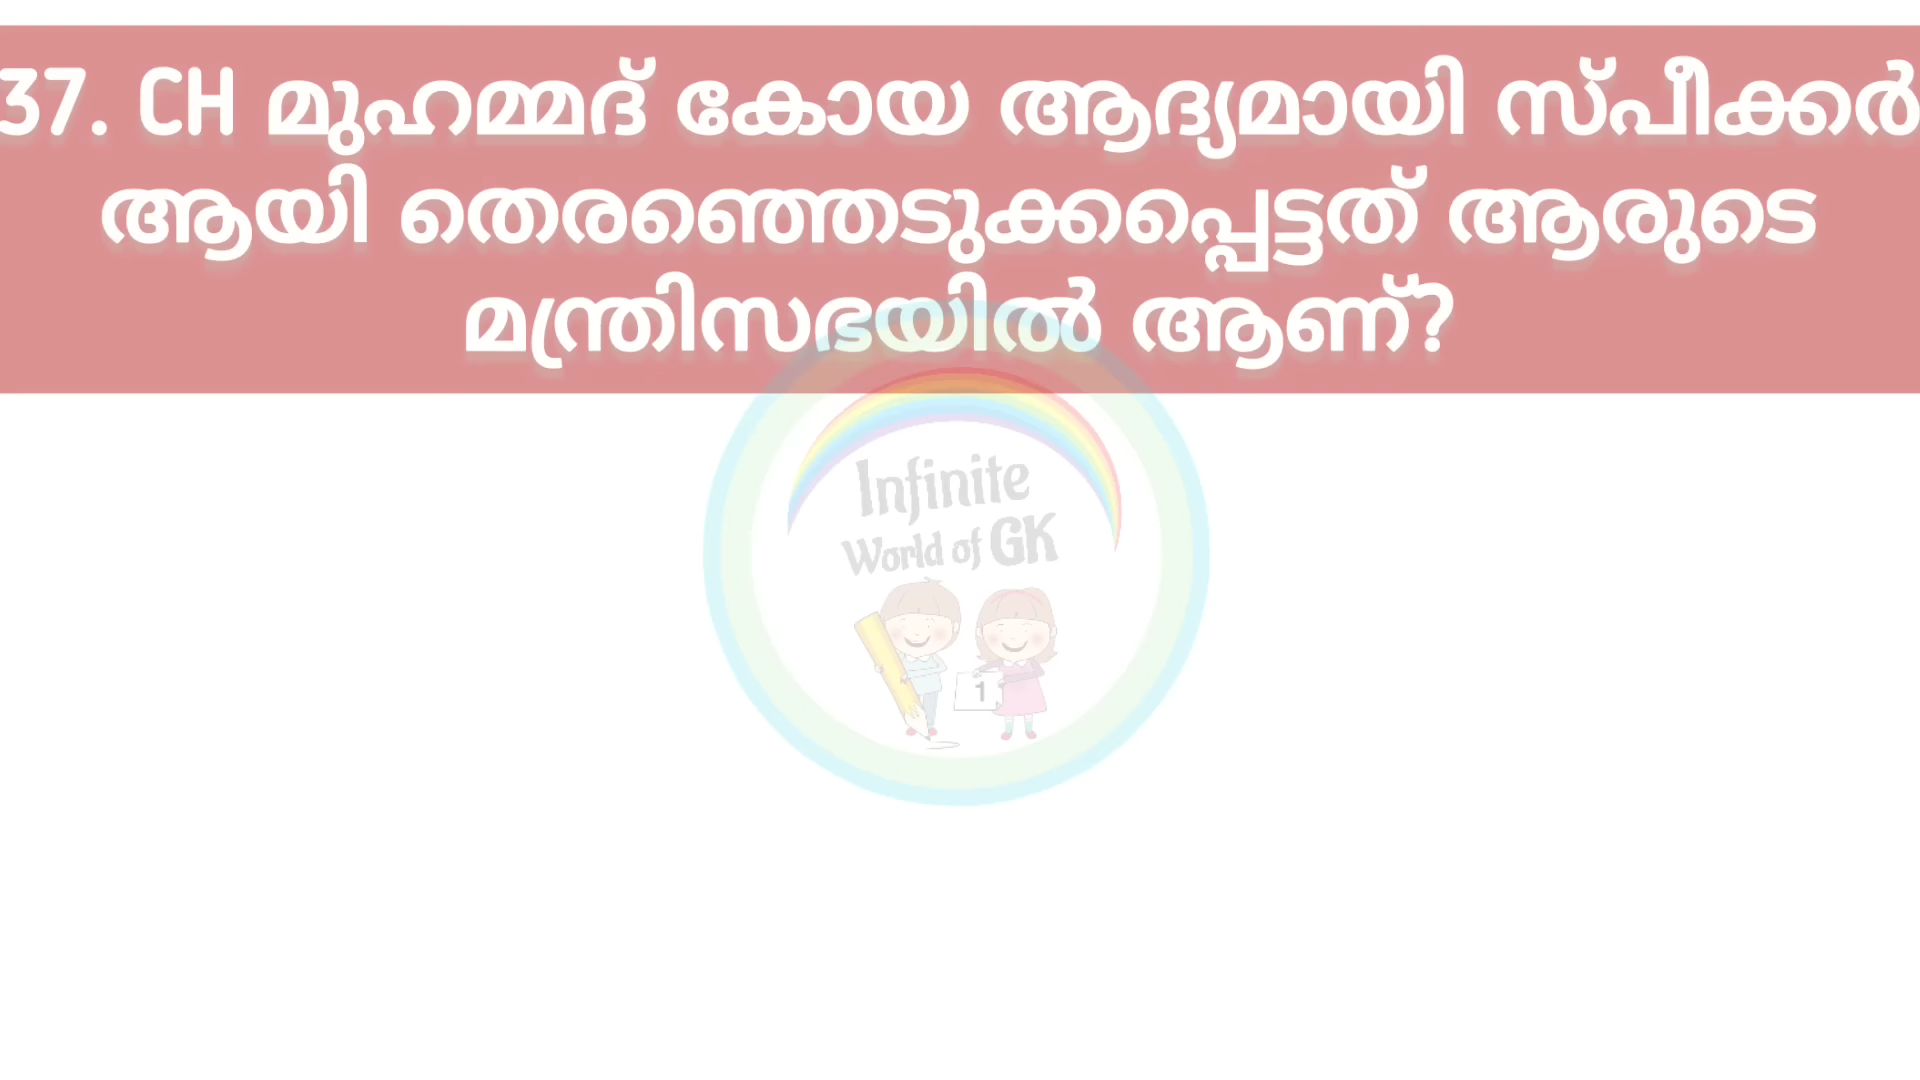 37. CH മുഹമ്മദ് കോയ ആദ്യമായി സ്പീക്കർ
ആയി തെരഞ്ഞെടുക്കപ്പെട്ടത് ആരുടെ
മന്ത്രിസഭയിൽ ആണ്?
Infinite
World of GK
1